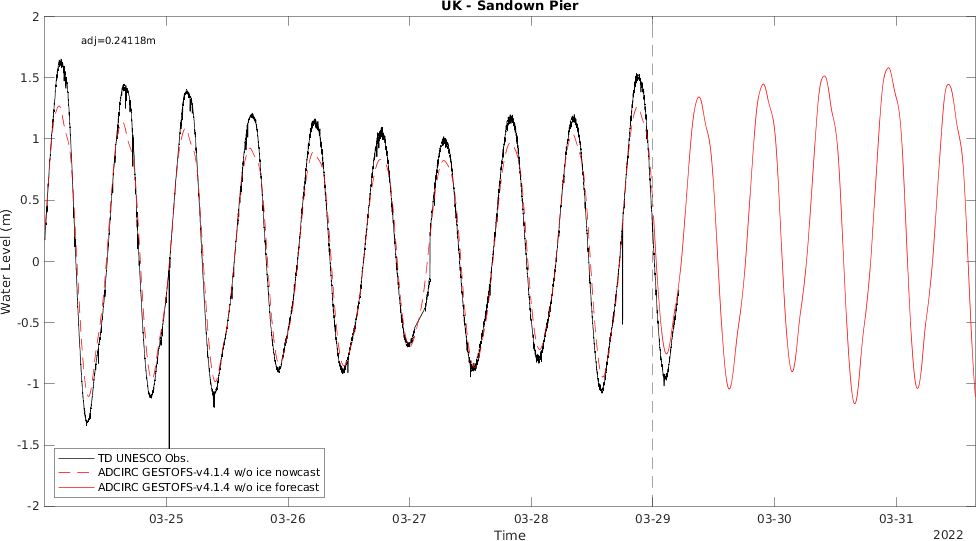 UK - Sandown Pier
adj=0.24118m
2
1.5
1
0.5
0
-0.5
-1
-1.5
-2
Water Level (m)
TD UNESCO Obs.
ADCIRC GESTOFS-v4.1.4 w/o ice nowcast
ADCIRC GESTOFS-v4.1.4 w/o ice forecast
03-25 03-26 03-27 03-28 03-29 03-30 03-31
Time
2022